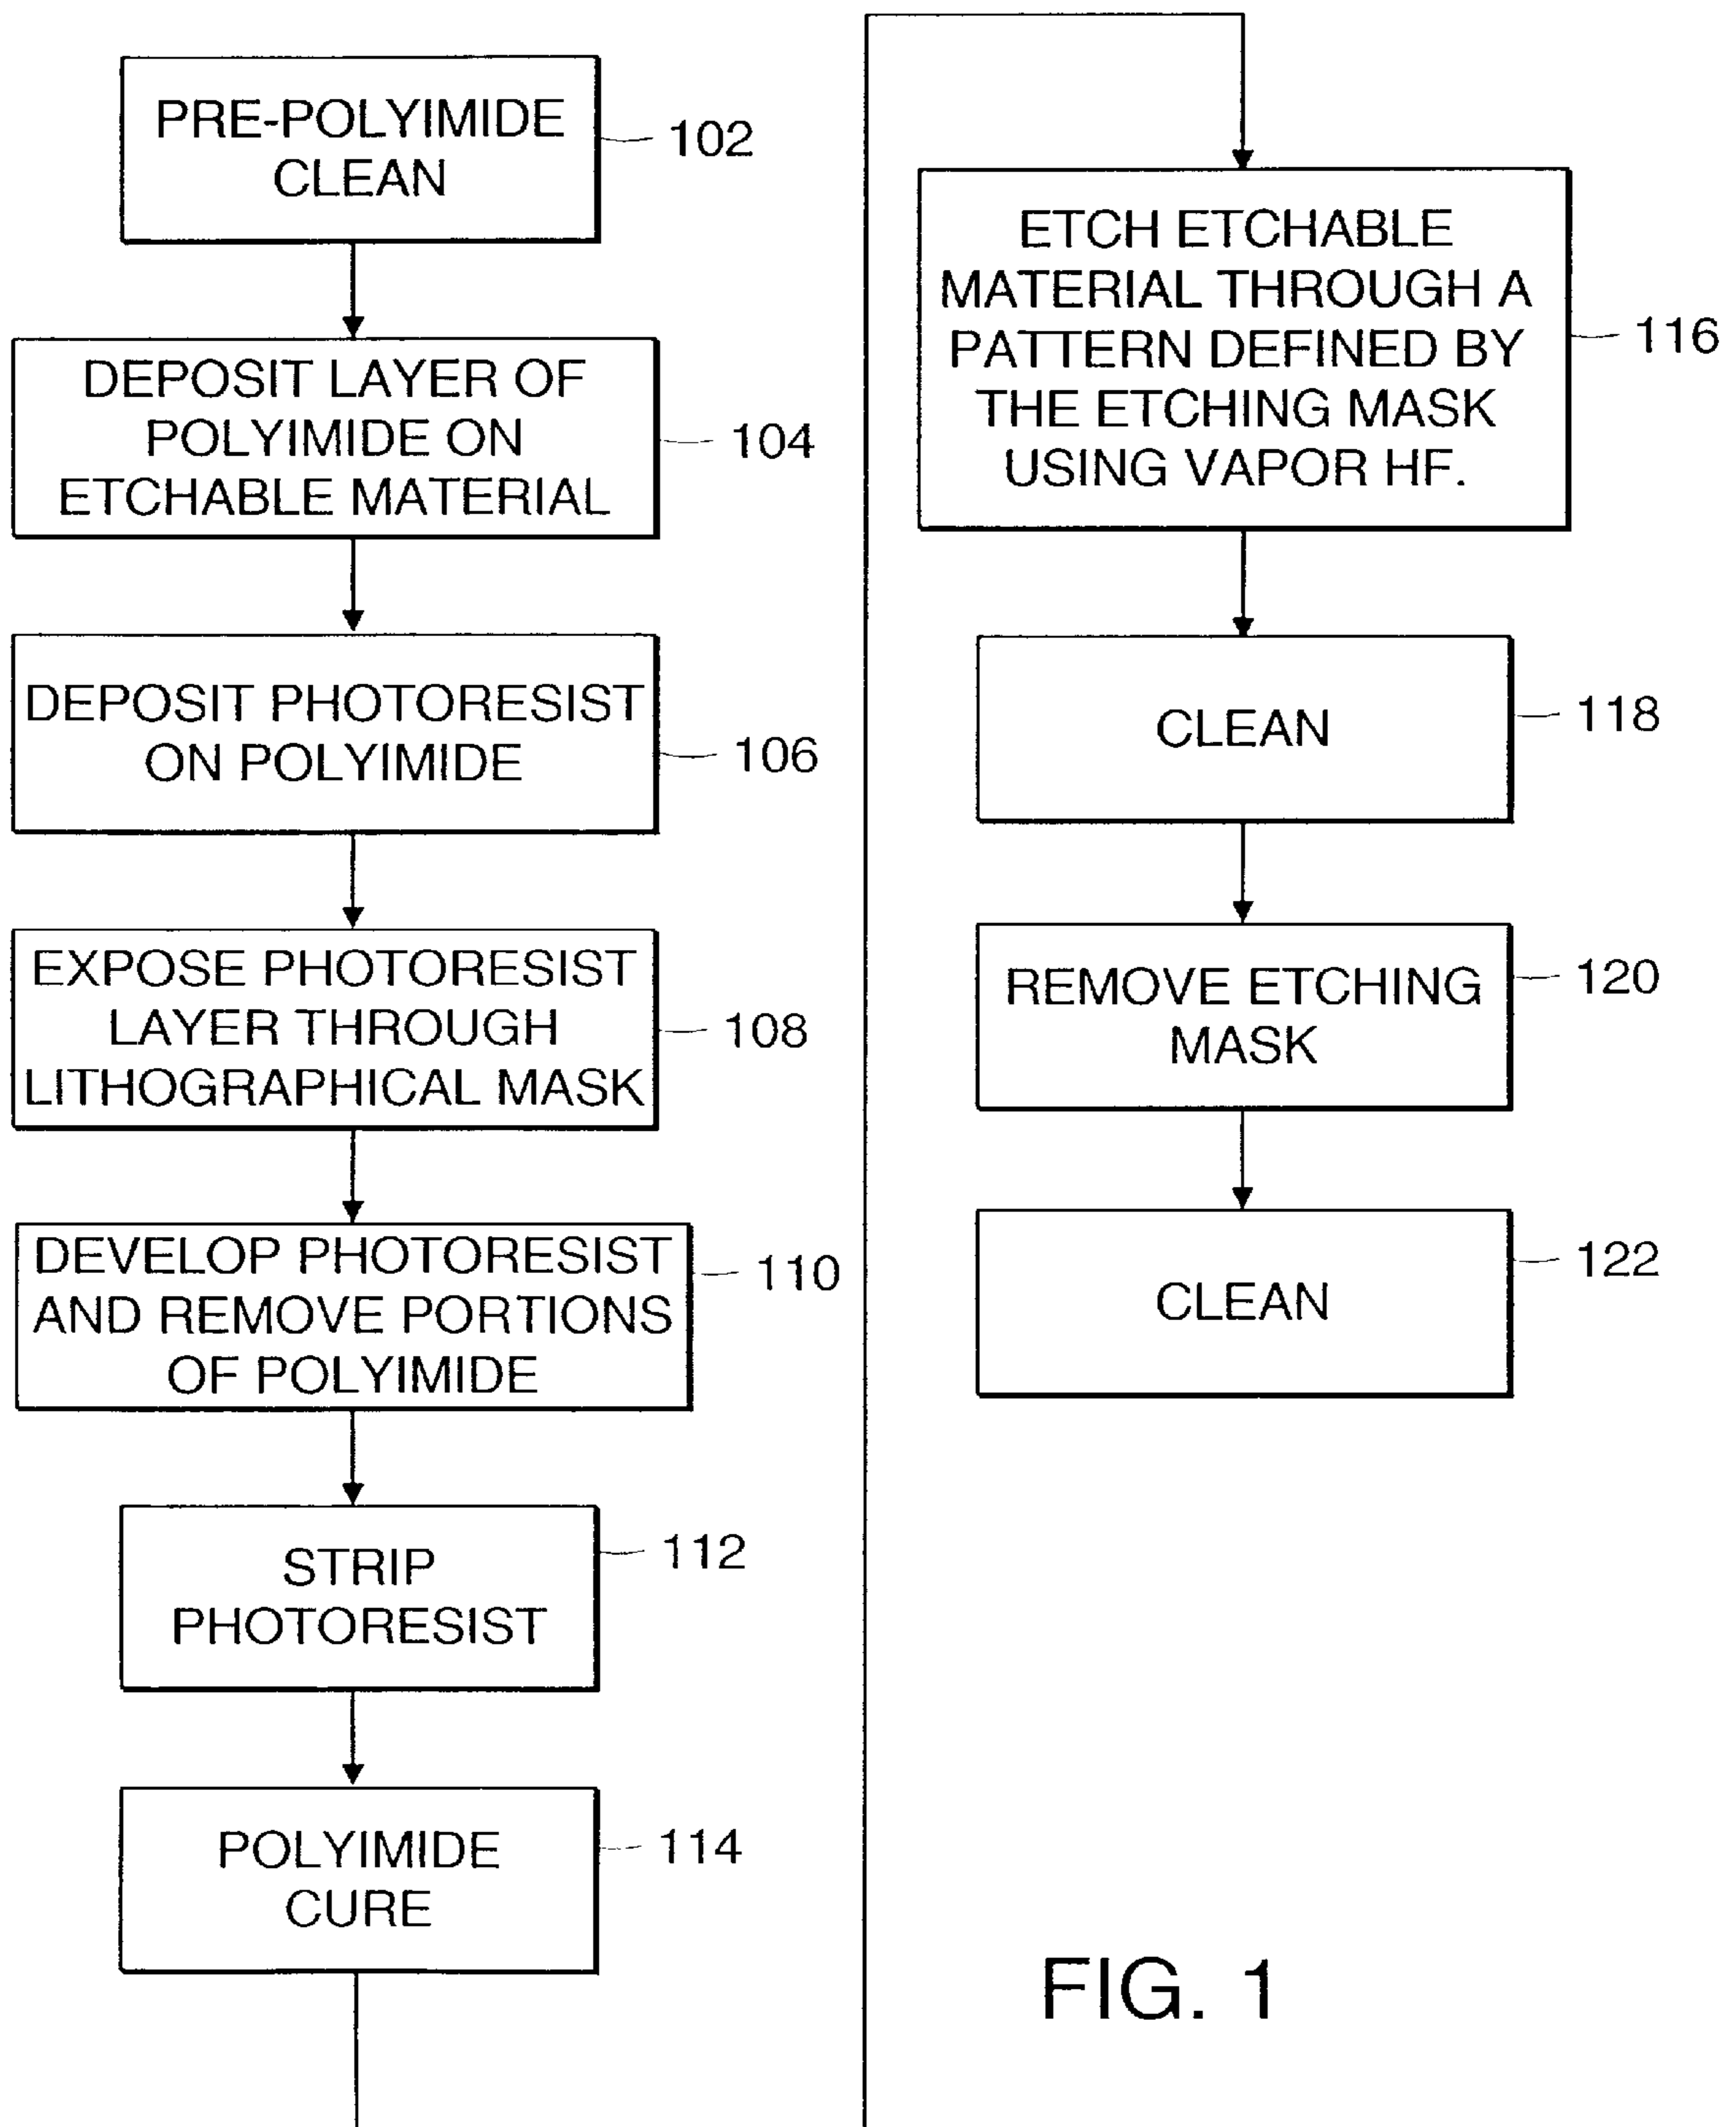 PRE-POLYIMIDE
CLEAN
102
DEPOSIT LAYER OF
POLYIMIDE ON
ETCHABLE MATERIAL
104
DEPOSIT PHOTORESIST
ON POLYIMIDE
106
EXPOSE PHOTORESIST
LAYER THROUGH
LITHOGRAPHICAL MASK
108
DEVELOP PHOTORESIST
AND REMOVE PORTIONS
OF POLYIMIDE
110
STRIP
PHOTORESIST
112
POLYIMIDE
CURE
114
ETCH ETCHABLE
MATERIAL THROUGH A
PATTERN DEFINED BY
THE ETCHING MASK
USING VAPOR HF.
116
CLEAN
118
REMOVE ETCHING
MASK
120
CLEAN
122
FIG. 1